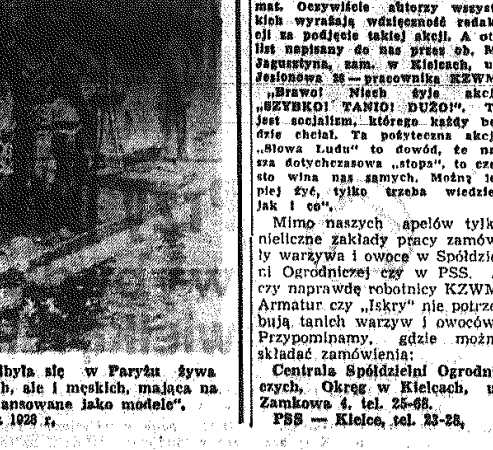 mat. Oczywiście autorzy wszyst
kich wyrażają wdzięczność redak
cji za podjęcie takiej akcji. A ot
list napisany do nas przez ob. M
Jagusztyna, zam. w Kielcach, u
Jesionowa 28 — pracownika KZWM
„Brawo! Niech żyje akcj
„SZYBKO! TANIO! DUŻO!". T
jest socjalizm, którego każdy bę
dzie chciał. Ta pożyteczna akcj
„Słowa Ludu" to dowód, że na
sza dotychczasowa „stopa", to czę
sto wina nas samych. Można le
piej żyć, tylko trzeba wiedzie
jak i co".
Mimo naszych apelów tylk
nieliczne zakłady pracy zamów
iy warzywa i owoce w Spółdzie
ni Ogrodniczej czy w PSS.
czy naprawdę robotnicy KZWM
Armatur czy „Iskry" nie potrze
bują tanich warzyw i owoców
Przypominamy, gdzie możn
składać zamówienia:
Centrala Spółdzielni Ogrodni
czych, Okręg w Kielcach, u
Zamkowa 4, tel. 25-68.
PSS — Kielce, tel. 23-28,
dbyła się w Paryżu żywa
h, ale i męskich, mająca na
ansowane jako modele".
1928 r.